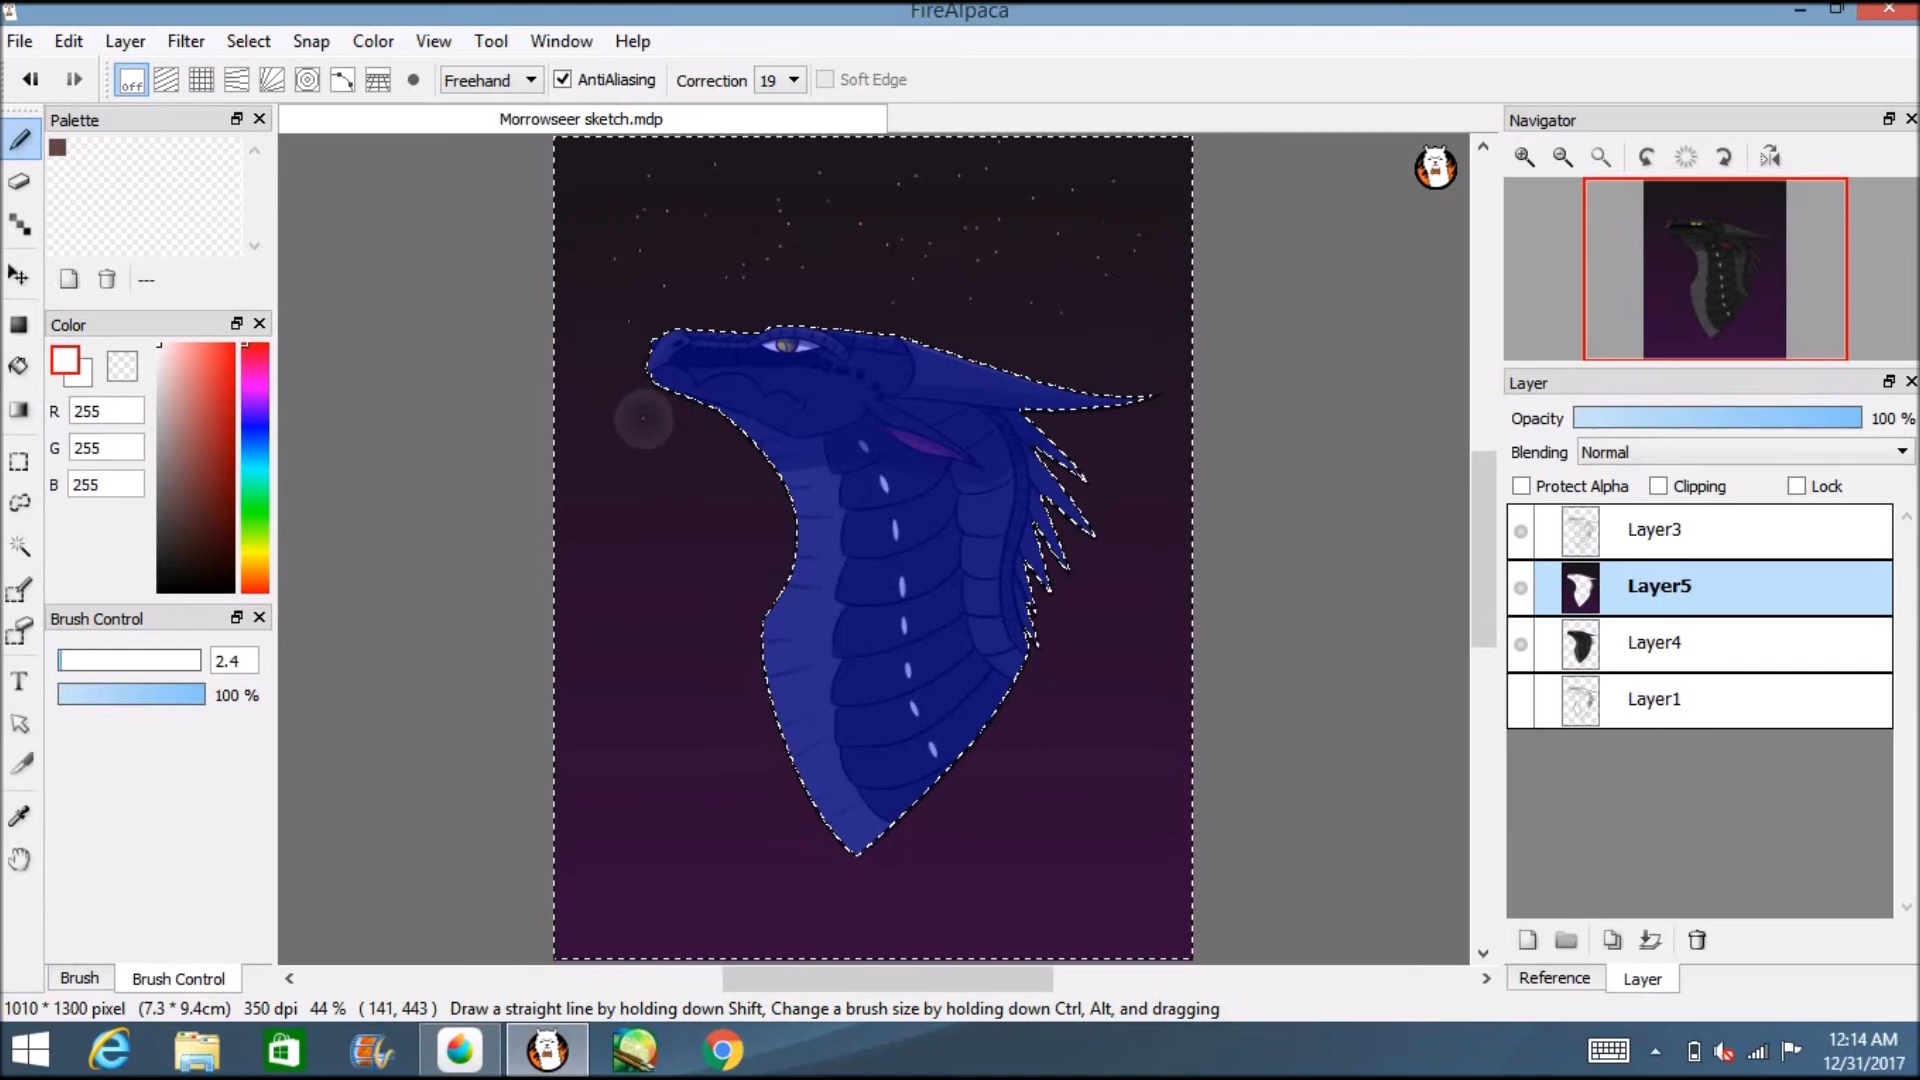 FireAlpaca
File Edit Layer Filter Select Snap Color View Tool Window Help
off Freehand AntiAliasing Correction 19 Soft Edge
Palette
Morrowseer sketch.mdp
Navigator
---
Color
R 255
G 255
B 255
Layer
Opacity 100 %
Blending Normal
Protect Alpha Clipping Lock
Layer3
Layer5
Layer4
Layer1
Brush Control
2.4
100 %
T
Brush Brush Control
Reference Layer
1010 * 1300 pixel (7.3 * 9.4cm) 350 dpi 44 % ( 141, 443 ) Draw a straight line by holding down Shift, Change a brush size by holding down Ctrl, Alt, and dragging
12:14 AM
12/31/2017